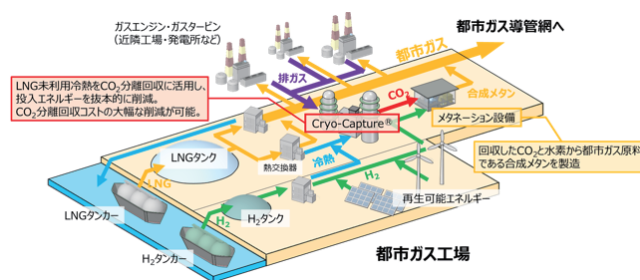 ガスエンジン・ガスタービン
(近隣工場・発電所など)
都市ガス導管網へ
都市ガス
排ガス
LNG未利用冷熱をCO₂分離回収に活用し、
投入エネルギーを抜本的に削減。
CO₂分離回収コストの大幅な削減が可能。
CO₂
合成メタン
Cryo-Capture®
メタネーション設備
回収したCO₂と水素から都市ガス原料
である合成メタンを製造
LNGタンク
熱交換器
冷熱
H₂
LNG
再生可能エネルギー
LNGタンカー
H₂
H₂タンク
H₂タンカー
都市ガス工場